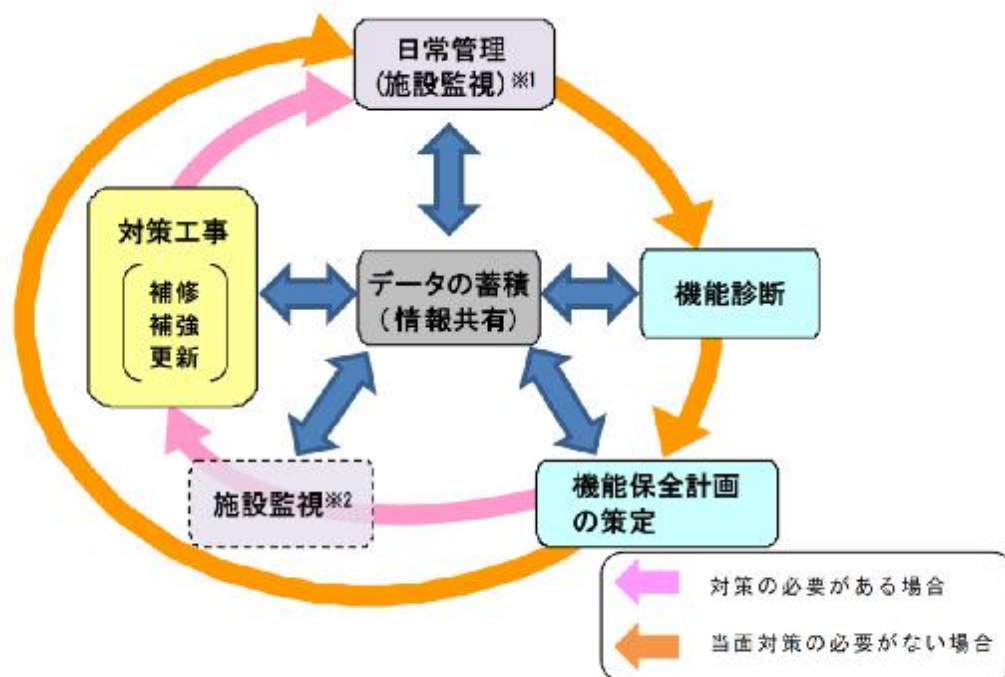 日常管理
(施設監視)※1
対策工事
補修
補強
更新
データの蓄積
(情報共有)
機能診断
施設監視※2
機能保全計画
の策定
対策の必要がある場合
当面対策の必要がない場合